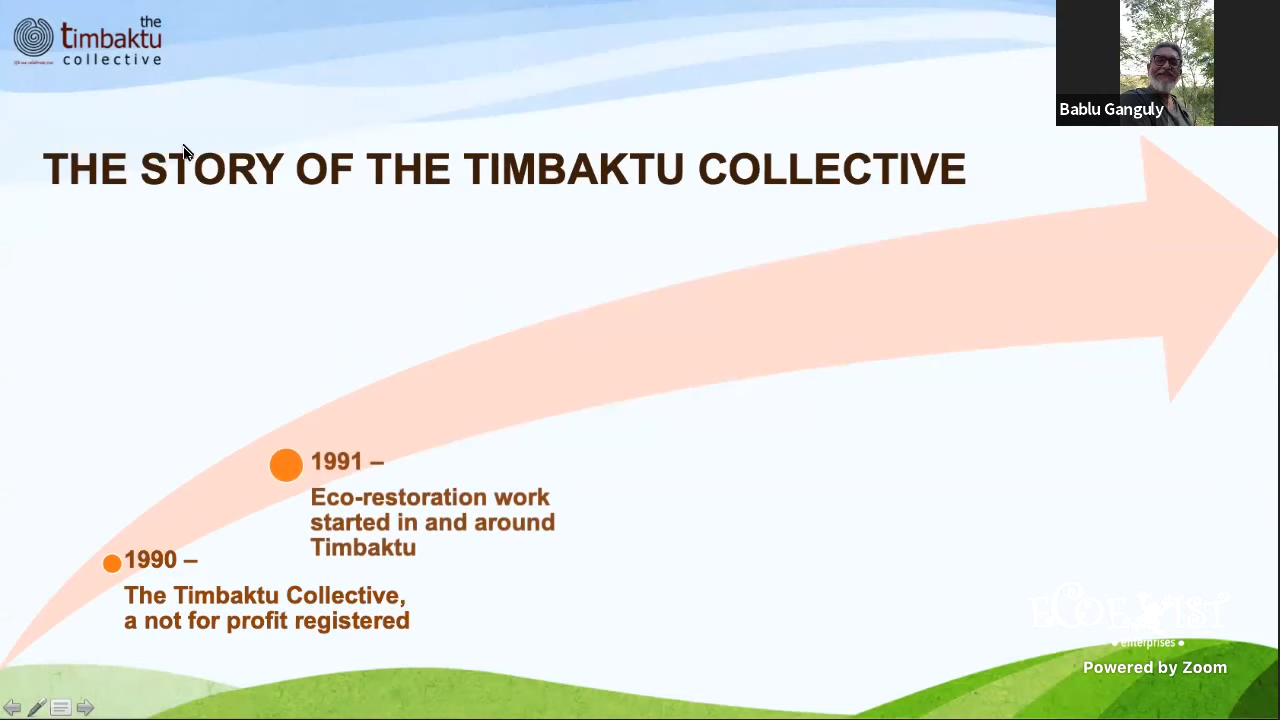 the
timbaktu
collective
Bablu Ganguly
THE STORY OF THE TIMBAKTU COLLECTIVE
1991 –
Eco-restoration work
started in and around
Timbaktu
1990 –
The Timbaktu Collective,
a not for profit registered
ECOEXIST
enterprises
Powered by Zoom